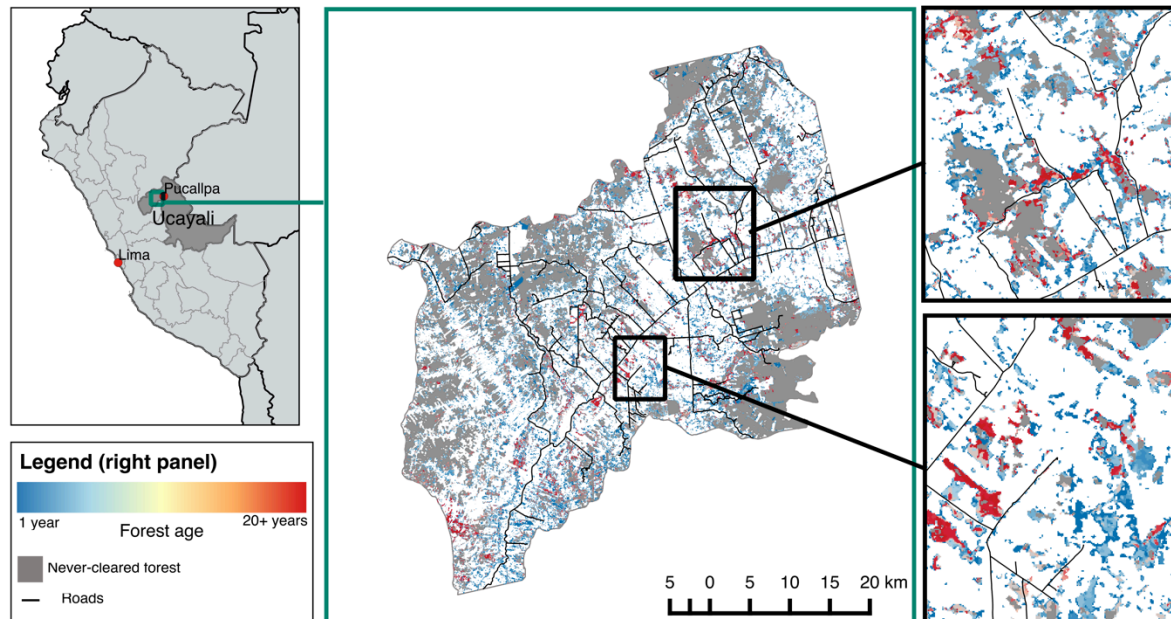 Pucallpa
Ucayali
Lima
Legend (right panel)
1 year
20+ years
Forest age
Never-cleared forest
Roads
5 0 5 10 15 20 km